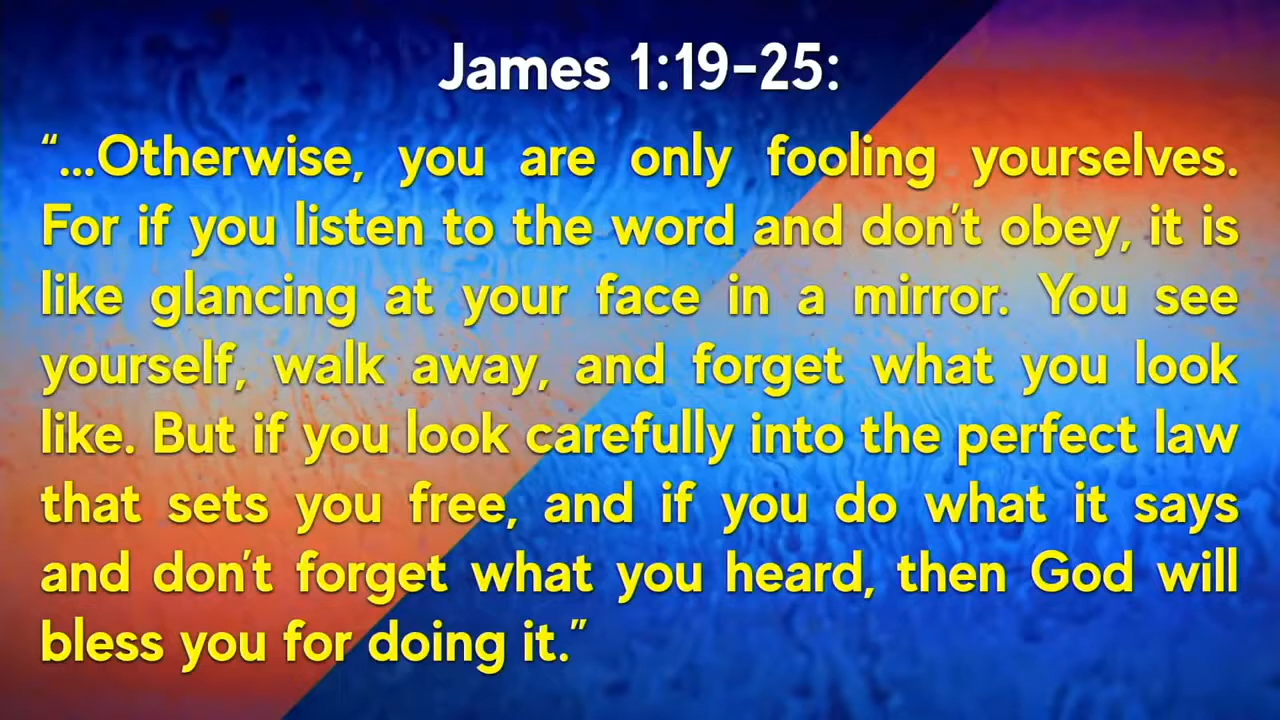 James 1:19-25:
“...Otherwise, you are only fooling yourselves.
For if you listen to the word and don't obey, it is
like glancing at your face in a mirror. You see
yourself, walk away, and forget what you look
like. But if you look carefully into the perfect law
that sets you free, and if you do what it says
and don't forget what you heard, then God will
bless you for doing it.”